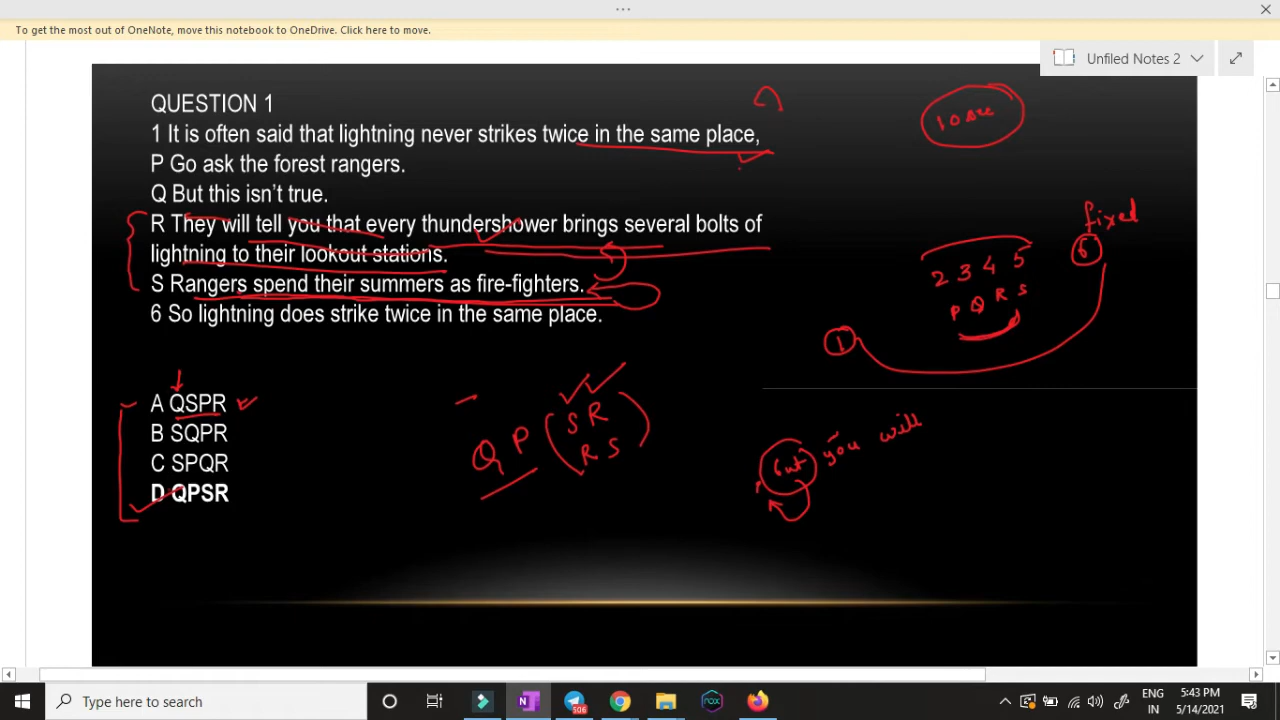 To get the most out of OneNote, move this notebook to OneDrive. Click here to move.
Unfiled Notes 2
QUESTION 1
1 It is often said that lightning never strikes twice in the same place,
P Go ask the forest rangers.
Q But this isn't true.
R They will tell you that every thundershower brings several bolts of
lightning to their lookout stations.
S Rangers spend their summers as fire-fighters.
6 So lightning does strike twice in the same place.
10 sec
fixed
2 3 4 5
6
P Q R S
1
A QSPR
B SQPR
C SPQR
D QPSR
Q P
S R
R S
but you will
Type here to search
506
nox
ENG
IN
5:43 PM
5/14/2021